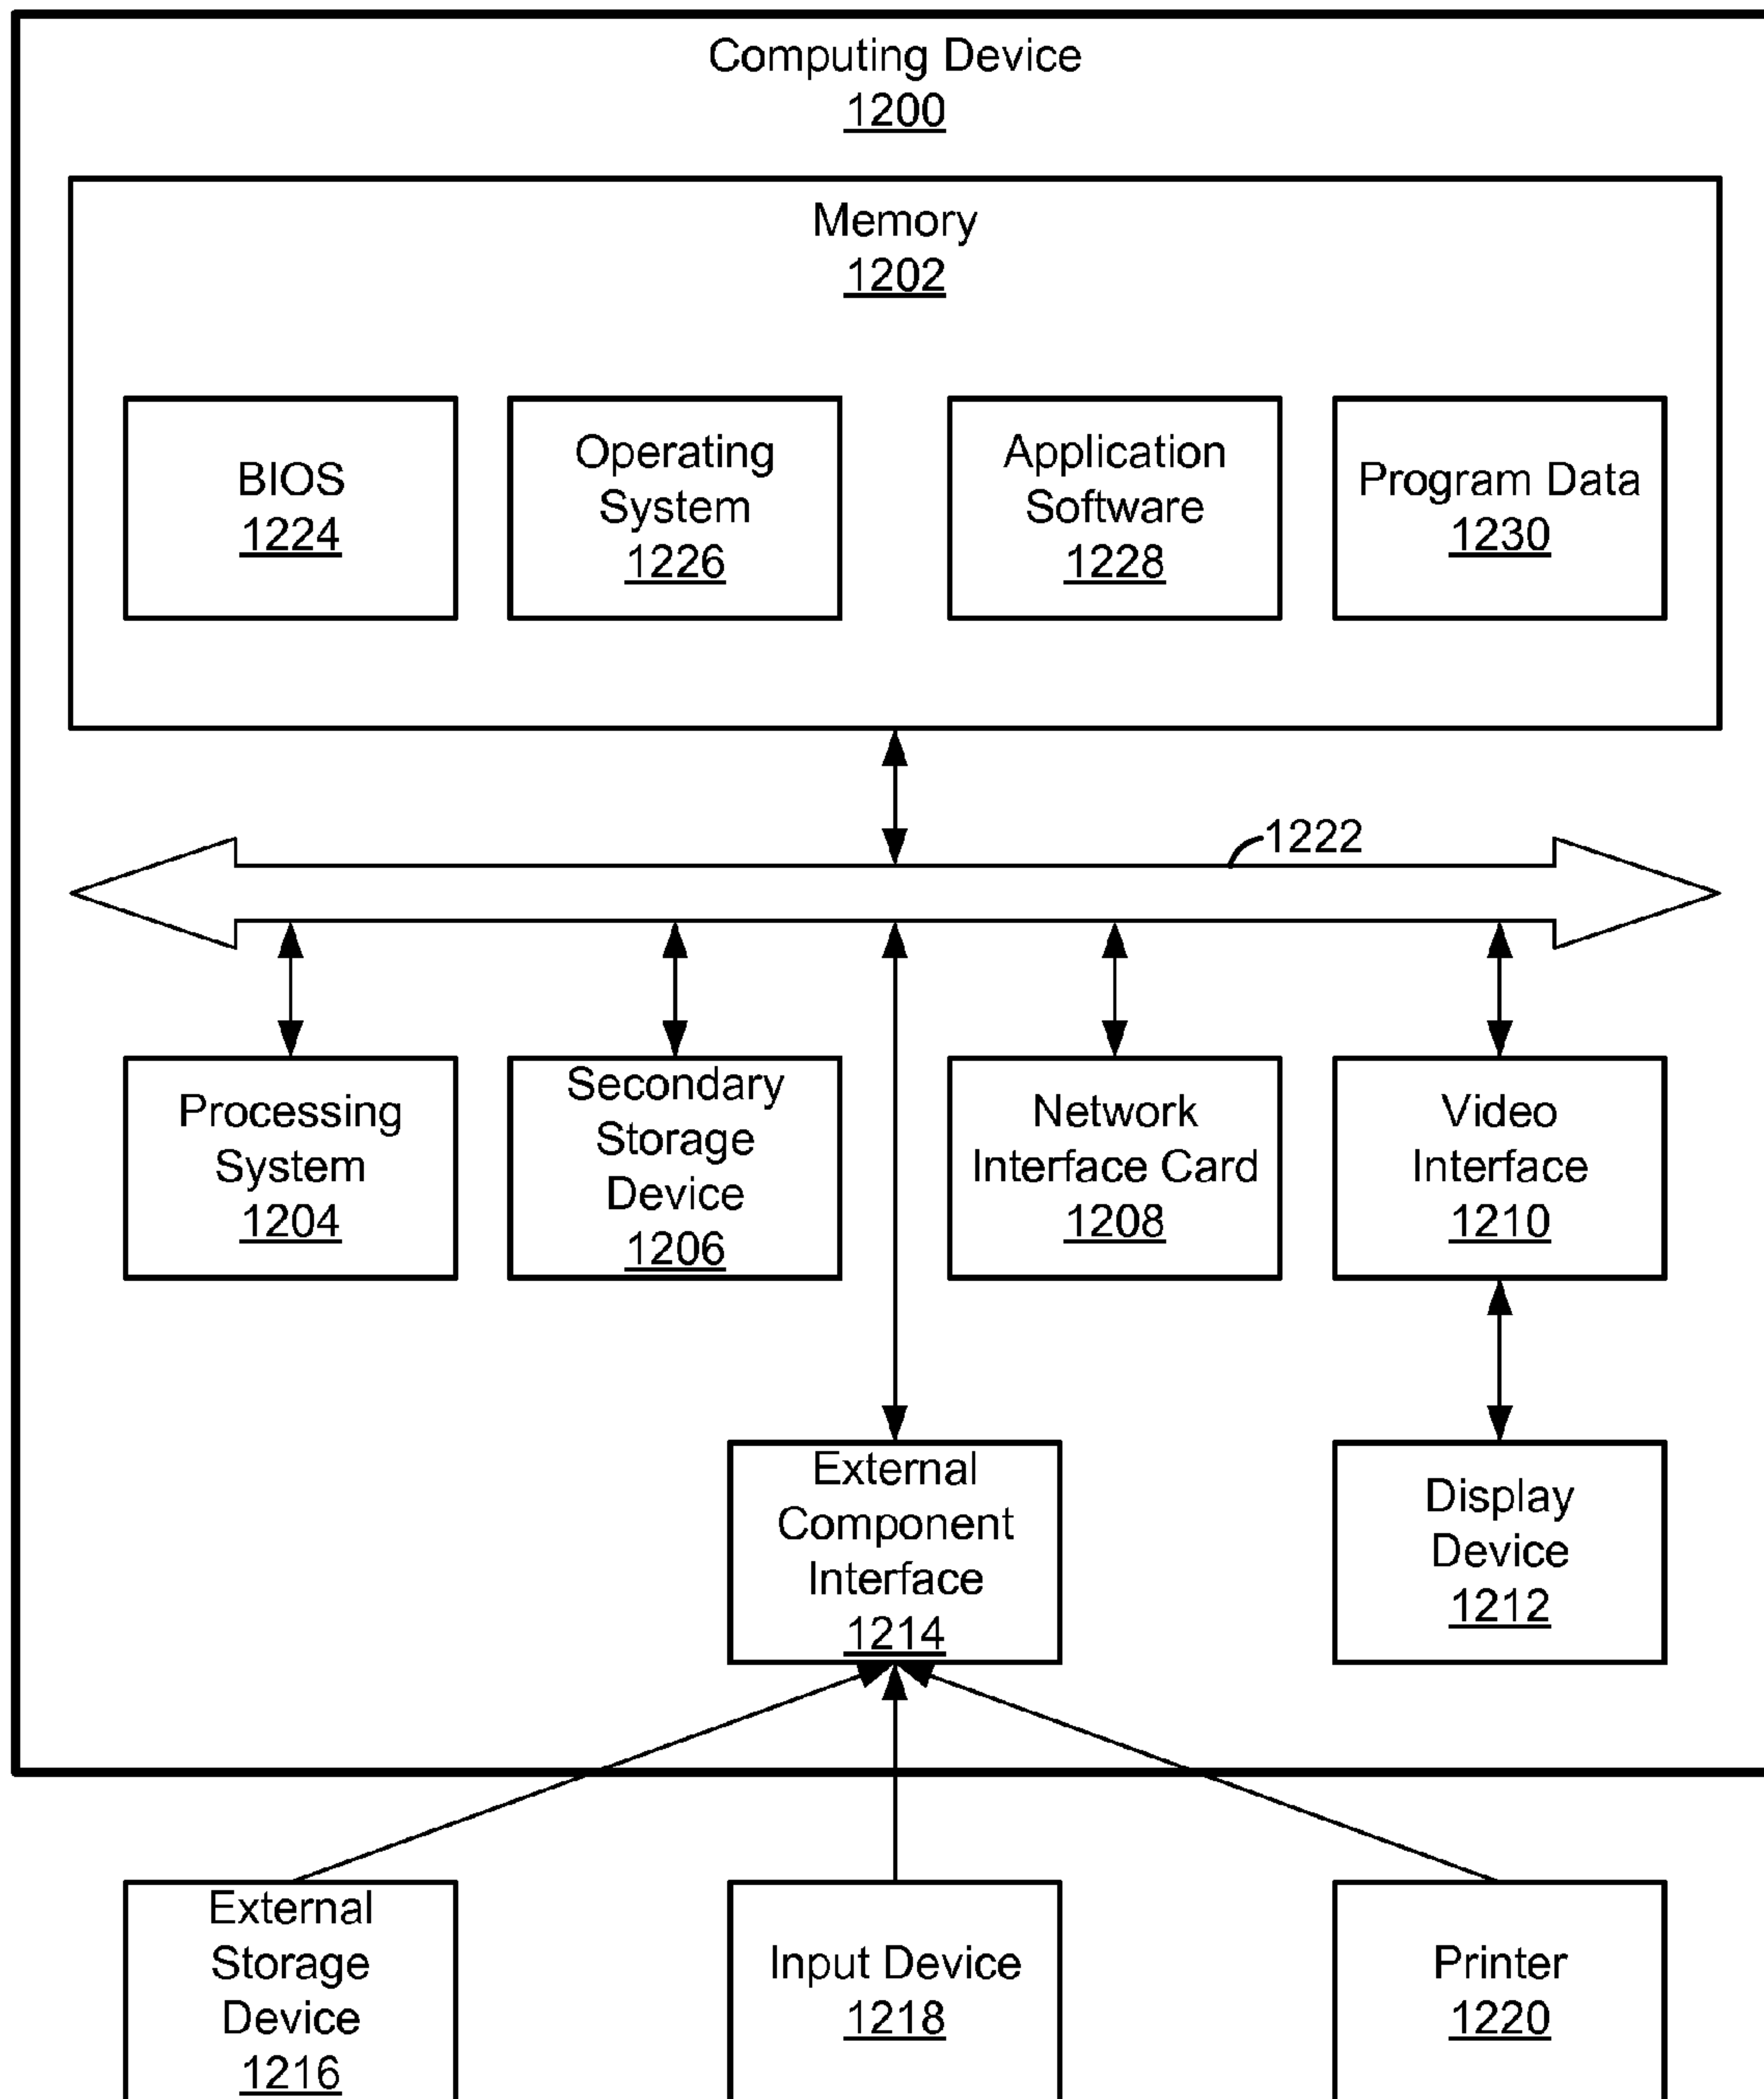 Computing Device
1200
Memory
1202
BIOS
1224
Operating
System
1226
Application
Software
1228
Program Data
1230
1222
Processing
System
1204
Secondary
Storage
Device
1206
Network
Interface Card
1208
Video
Interface
1210
External
Component
Interface
1214
Display
Device
1212
External
Storage
Device
1216
Input Device
1218
Printer
1220